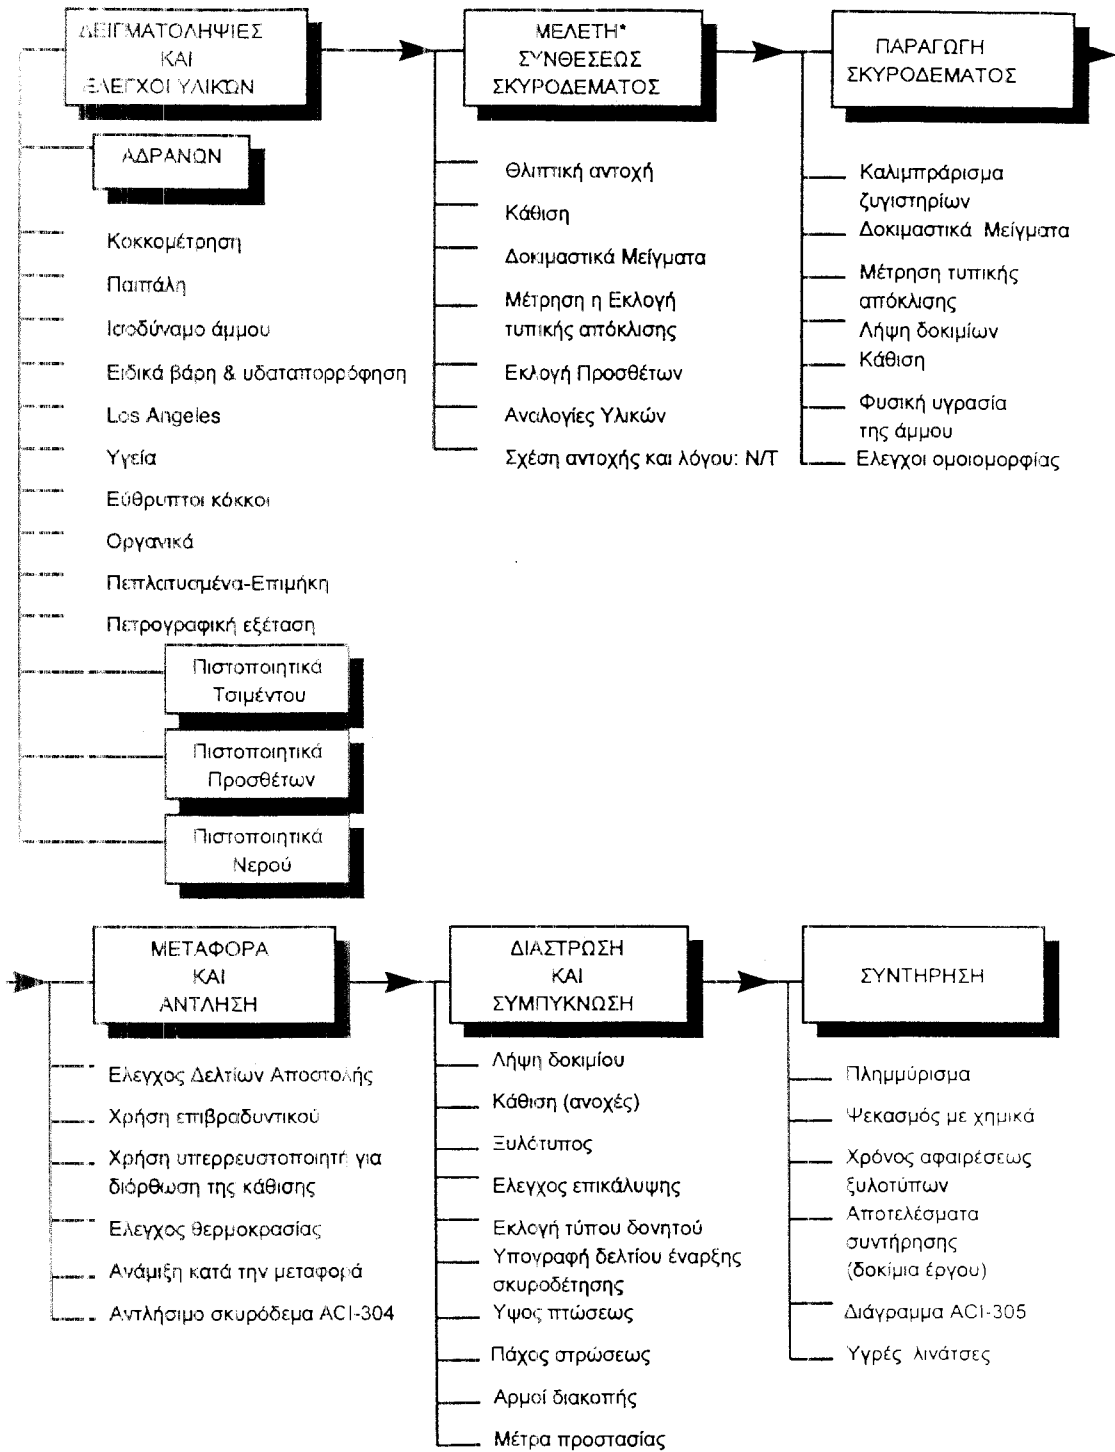 ΔΕΙΓΜΑΤΟΛΗΨΙΕΣ
ΚΑΙ
ΕΛΕΓΧΟΙ ΥΛΙΚΩΝ
ΑΔΡΑΝΩΝ
Κοκκομέτρηση
Παιπάλη
Ισοδύναμο άμμου
Ειδικά βάρη & υδαταπορρόφηση
Los Angeles
Υγεία
Εύθρυπτοι κόκκοι
Οργανικά
Πεπλατυσμένα-Επιμήκη
Πετρογραφική εξέταση
Πιστοποιητικά
Τσιμέντου
Πιστοποιητικά
Προσθέτων
Πιστοποιητικά
Νερού
ΜΕΛΕΤΗ*
ΣΥΝΘΕΣΕΩΣ
ΣΚΥΡΟΔΕΜΑΤΟΣ
Θλιπτική αντοχή
Κάθιση
Δοκιμαστικά Μείγματα
Μέτρηση η Εκλογή
τυπικής απόκλισης
Εκλογή Προσθέτων
Αναλογίες Υλικών
Σχέση αντοχής και λόγου: Ν/Τ
ΠΑΡΑΓΩΓΗ
ΣΚΥΡΟΔΕΜΑΤΟΣ
Καλιμπράρισμα
ζυγιστηρίων
Δοκιμαστικά Μείγματα
Μέτρηση τυπικής
απόκλισης
Λήψη δοκιμίων
Κάθιση
Φυσική υγρασία
της άμμου
Ελεγχοι ομοιομορφίας
ΜΕΤΑΦΟΡΑ
ΚΑΙ
ΑΝΤΛΗΣΗ
Ελεγχος Δελτίων Αποστολής
Χρήση επιβραδυντικού
Χρήση υπερρευστοποιητή για
διόρθωση της κάθισης
Ελεγχος θερμοκρασίας
Ανάμιξη κατά την μεταφορά
Αντλήσιμο σκυρόδεμα ACI-304
ΔΙΑΣΤΡΩΣΗ
ΚΑΙ
ΣΥΜΠΥΚΝΩΣΗ
Λήψη δοκιμίου
Κάθιση (ανοχές)
Ξυλότυπος
Ελεγχος επικάλυψης
Εκλογή τύπου δονητού
Υπογραφή δελτίου έναρξης
σκυροδέτησης
Υψος πτώσεως
Πάχος στρώσεως
Αρμοί διακοπής
Μέτρα προστασίας
ΣΥΝΤΗΡΗΣΗ
Πλημμύρισμα
Ψεκασμός με χημικά
Χρόνος αφαιρέσεως
ξυλοτύπων
Αποτελέσματα
συντήρησης
(δοκίμια έργου)
Διάγραμμα ACI-305
Υγρές λινάτσες